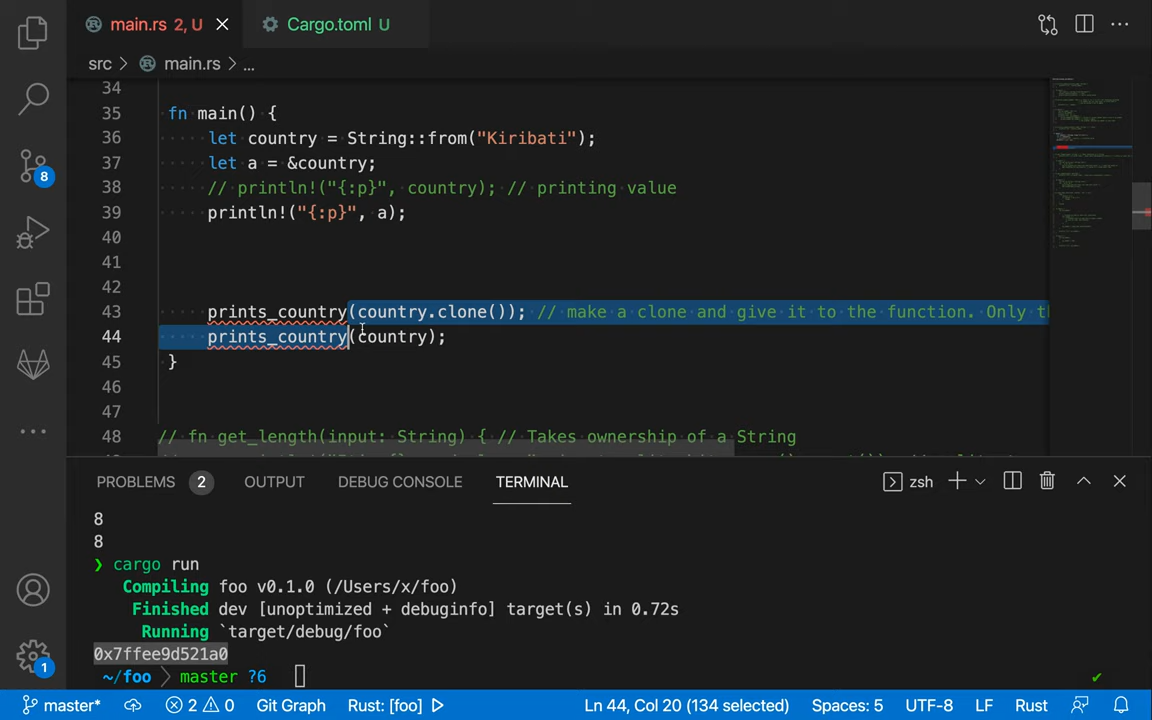 main.rs 2, U
Cargo.toml U
src > main.rs > ...
34
35 fn main() {
36 let country = String::from("Kiribati");
37 let a = &country;
38 // println!("{:p}", country); // printing value
39 println!("{:p}", a);
40
41
42
43 prints_country(country.clone()); // make a clone and give it to the function. Only
44 prints_country(country);
45 }
46
47
48 // fn get_length(input: String) { // Takes ownership of a String
8
PROBLEMS 2 OUTPUT DEBUG CONSOLE TERMINAL zsh
8
8
❯ cargo run
Compiling foo v0.1.0 (/Users/x/foo)
Finished dev [unoptimized + debuginfo] target(s) in 0.72s
Running `target/debug/foo`
0x7ffee9d521a0
~/foo master ?6
1
master* 2 0 Git Graph Rust: [foo] Ln 44, Col 20 (134 selected) Spaces: 5 UTF-8 LF Rust